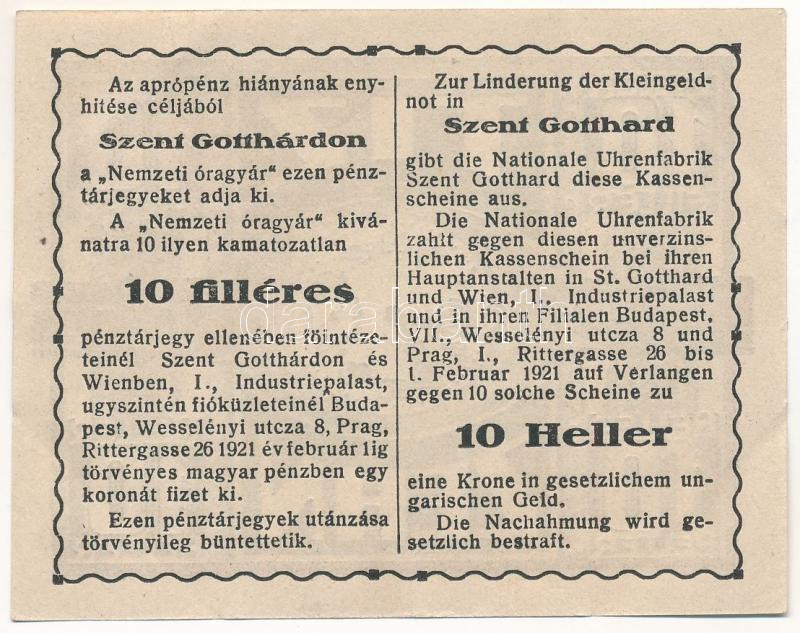 Az aprópénz hiányának eny-
hitése céljából
Szent Gotthárdon
a „Nemzeti óragyár“ ezen pénz-
tárjegyeket adja ki.
A „Nemzeti óragyár“ kivá-
natra 10 ilyen kamatozatlan
10 filléres
pénztárjegy ellenében főintéze-
teinél Szent Gotthárdon és
Wienben, I., Industriepalast,
ugyszintén fióküzleteinél Buda-
pest, Wesselényi utcza 8, Prag,
Rittergasse 26 1921 év február 1 ig
törvényes magyar pénzben egy
koronát fizet ki.
Ezen pénztárjegyek utánzása
törvényileg büntettetik.
Zur Linderung der Kleingeld-
not in
Szent Gotthard
gibt die Nationale Uhrenfabrik
Szent Gotthard diese Kassen-
scheine aus.
Die Nationale Uhrenfabrik
zahlt gegen diesen unverzins-
lichen Kassenschein bei ihren
Hauptanstalten in St. Gotthard
und Wien, I., Industriepalast
und in ihren Filialen Budapest,
VII., Wesselényi utcza 8 und
Prag, I., Rittergasse 26 bis
1. Februar 1921 auf Verlangen
gegen 10 solche Scheine zu
10 Heller
eine Krone in gesetzlichem un-
garischen Geld.
Die Nachahmung wird ge-
setzlich bestraft.